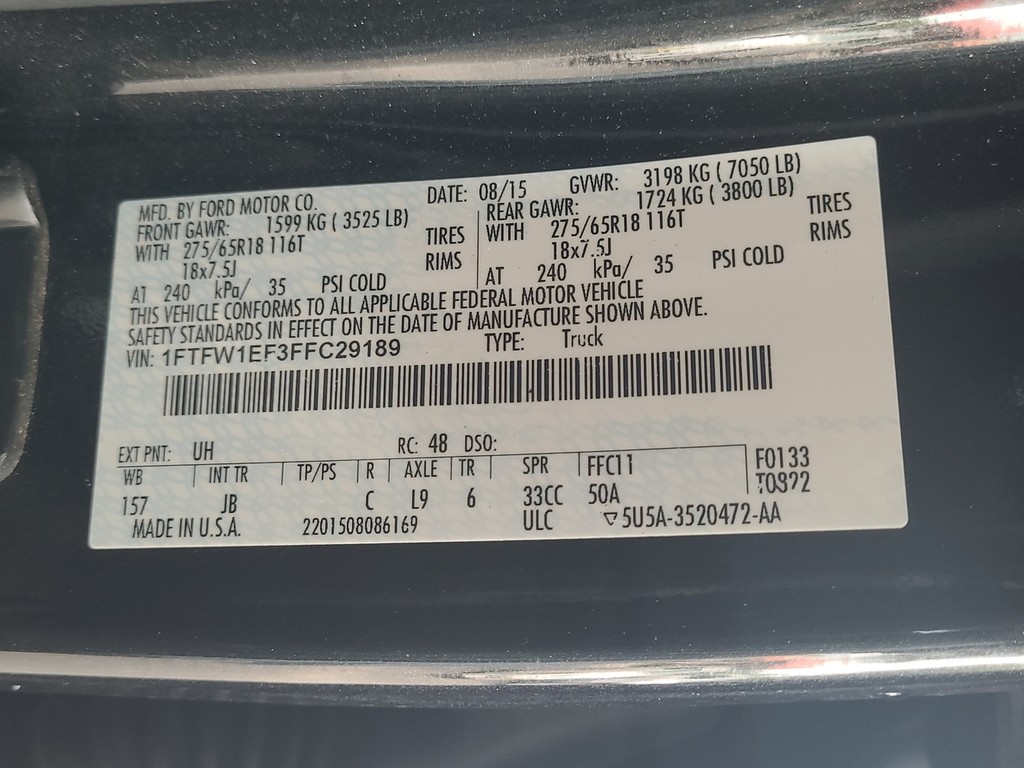 MFD. BY FORD MOTOR CO. DATE: 08/15 GVWR: 3198 KG ( 7050 LB)
FRONT GAWR: 1599 KG ( 3525 LB) REAR GAWR: 1724 KG ( 3800 LB)
WITH 275/65R18 116T TIRES WITH 275/65R18 116T TIRES
18x7.5J RIMS 18x7.5J RIMS
AT 240 kPa/ 35 PSI COLD AT 240 kPa/ 35 PSI COLD
THIS VEHICLE CONFORMS TO ALL APPLICABLE FEDERAL MOTOR VEHICLE
SAFETY STANDARDS IN EFFECT ON THE DATE OF MANUFACTURE SHOWN ABOVE.
VIN: 1FTFW1EF3FFC29189 TYPE: Truck
EXT PNT: UH RC: 48 DSO:
WB INT TR TP/PS R AXLE TR SPR FFC11 F0133
157 JB C L9 6 33CC 50A
MADE IN U.S.A. 2201508086169 ULC 5U5A-3520472-AA